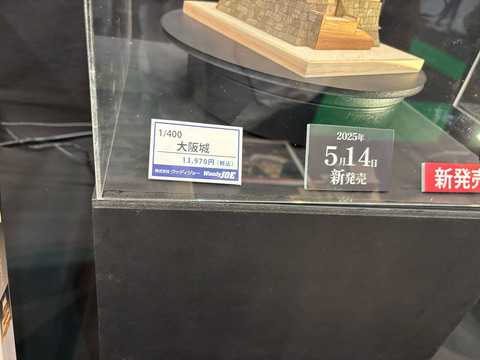 1/400
大阪城
13,970円(税込)
株式会社 ウッディジョー Woody JOE
2025年
5月14日
新発売
新発売